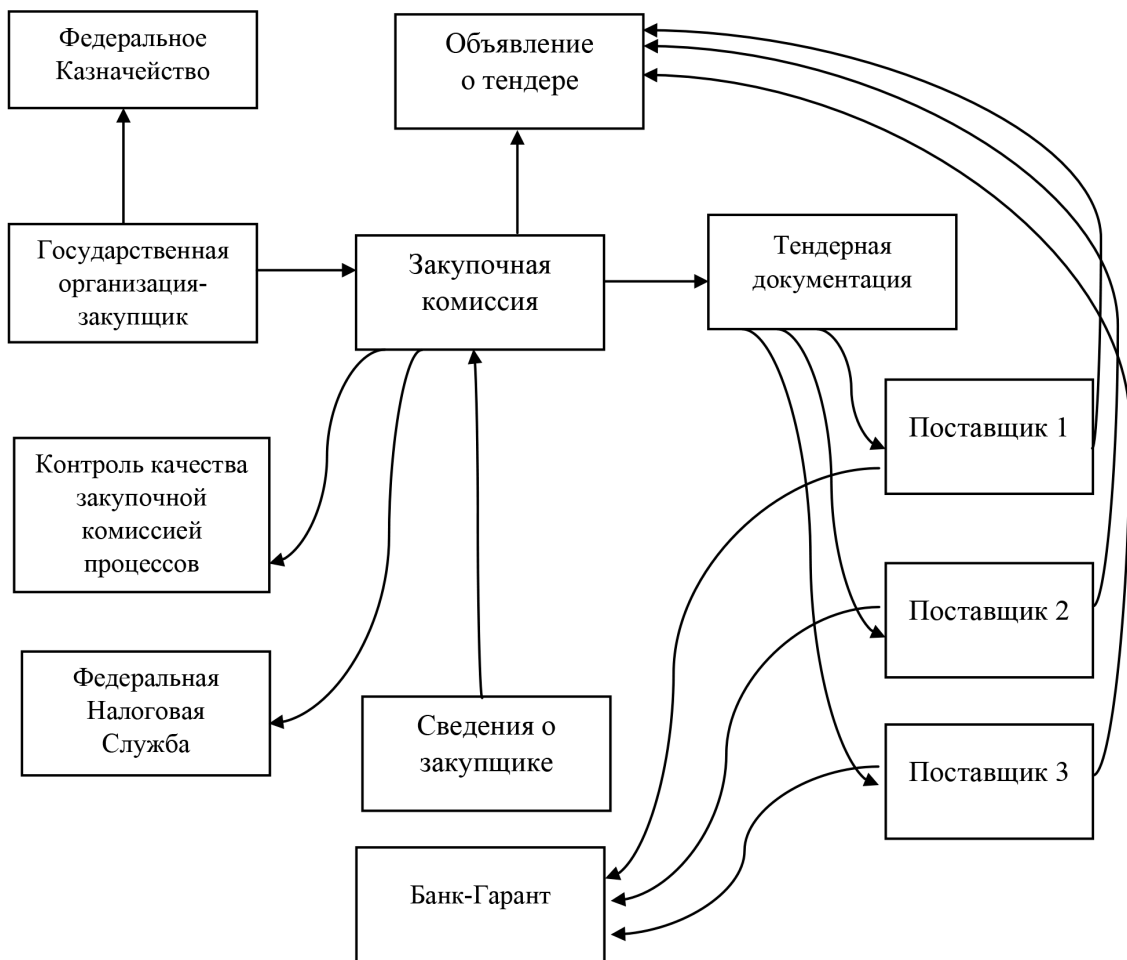 Федеральное
Казначейство
Объявление
о тендере
Государственная
организация-
закупщик
Закупочная
комиссия
Тендерная
документация
Поставщик 1
Контроль качества
закупочной
комиссией
процессов
Поставщик 2
Федеральная
Налоговая
Служба
Сведения о
закупщике
Поставщик 3
Банк-Гарант